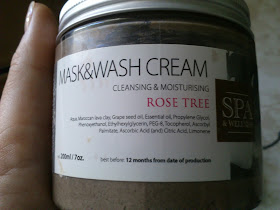 MASK&WASH CREAM
CLEANSING & MOISTURISING
ROSE TREE
Aqua, Moroccan lava clay, Grape seed oil, Essential oil, Propylene Glycol,
Phenoxyethanol, Ethylhexylglycerin, PEG-8, Tocopherol, Ascorbyl
Palmitate, Ascorbic Acid (and) Citric Acid, Limonene
℮200ml / 7oz.
best before: 12 months from date of production
SPA
& WELLNESS